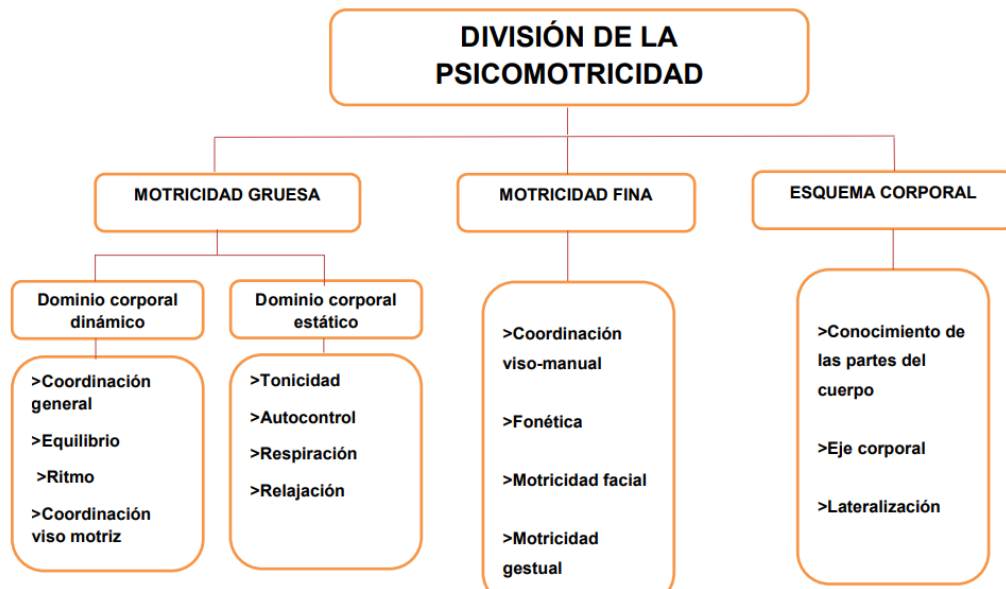 DIVISIÓN DE LA
PSICOMOTRICIDAD
MOTRICIDAD GRUESA
MOTRICIDAD FINA
ESQUEMA CORPORAL
Dominio corporal
dinámico
Dominio corporal
estático
>Coordinación
general
>Equilibrio
>Ritmo
>Coordinación
viso motriz
>Tonicidad
>Autocontrol
>Respiración
>Relajación
>Coordinación
viso-manual
>Fonética
>Motricidad facial
>Motricidad
gestual
>Conocimiento de
las partes del
cuerpo
>Eje corporal
>Lateralización